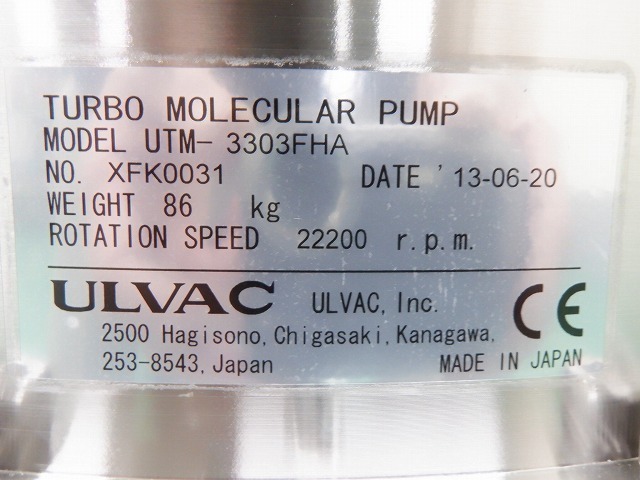 TURBO MOLECULAR PUMP
MODEL UTM- 3303FHA
NO. XFK0031 DATE '13-06-20
WEIGHT 86 kg
ROTATION SPEED 22200 r.p.m.
ULVAC ULVAC, Inc. CE
2500 Hagisono, Chigasaki, Kanagawa,
253-8543, Japan MADE IN JAPAN